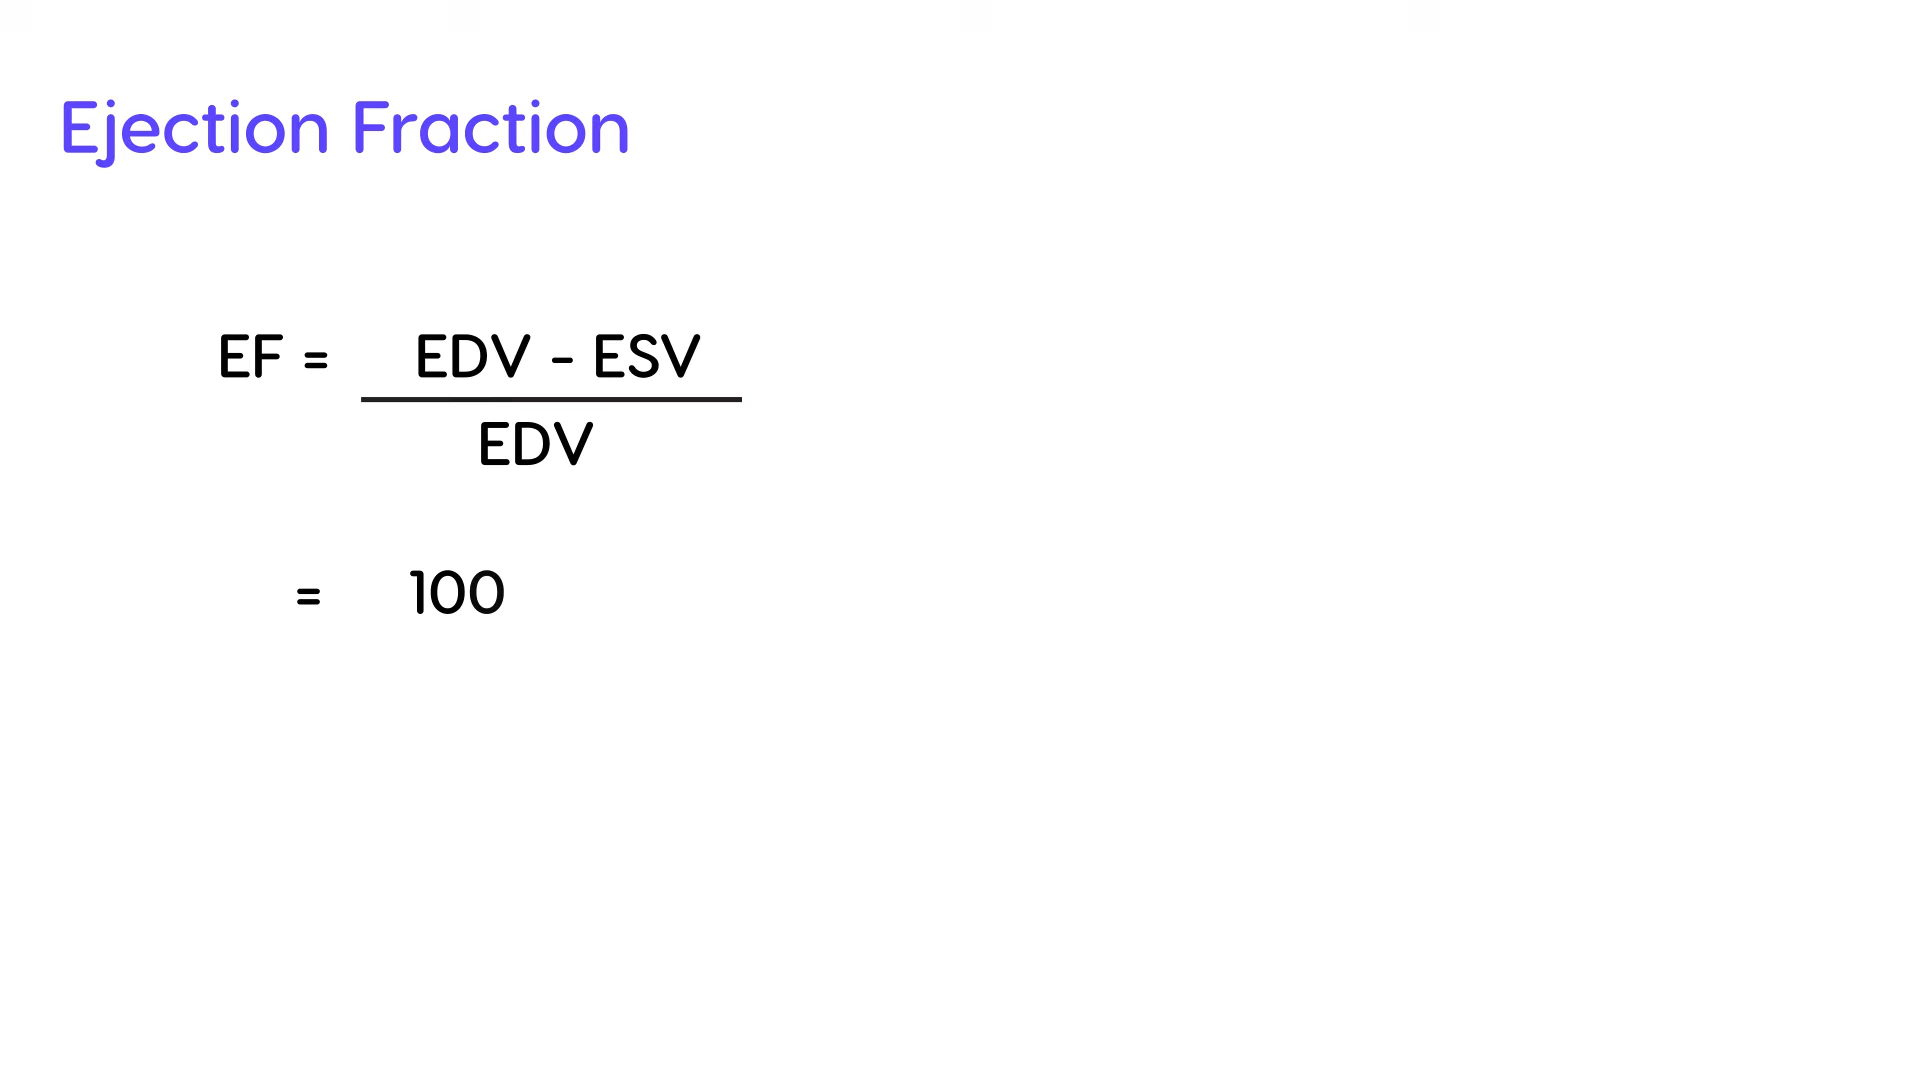 Ejection Fraction
EF = EDV - ESV
EDV
= 100